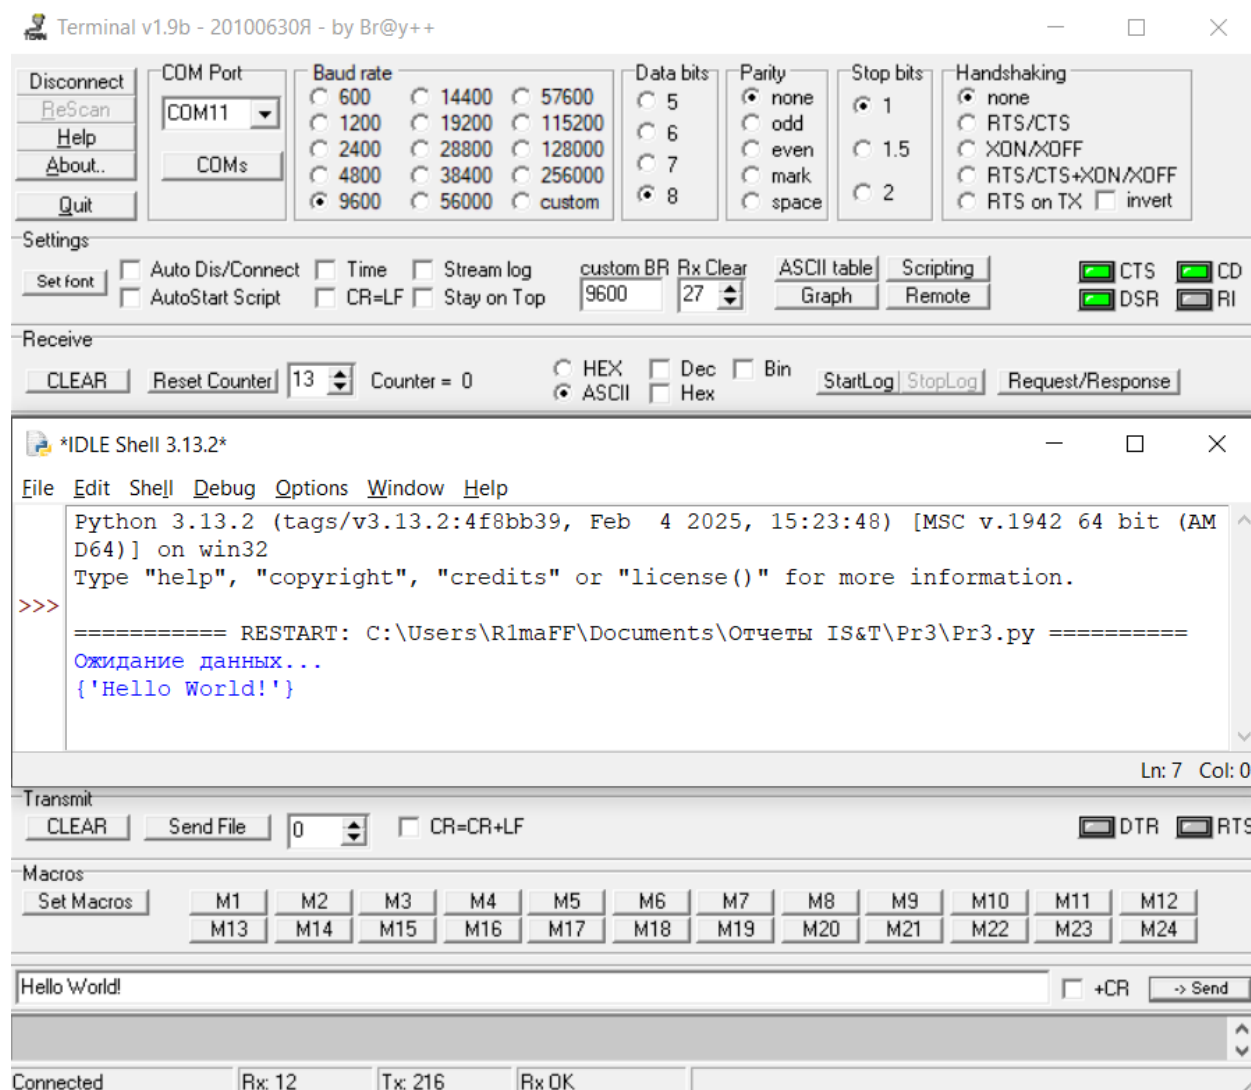 Terminal v1.9b - 20100630Я - by Br@y++
Disconnect
ReScan
Help
About..
Quit
COM Port
COM11
COMs
Baud rate
600 14400 57600
1200 19200 115200
2400 28800 128000
4800 38400 256000
9600 56000 custom
Data bits
5
6
7
8
Parity
none
odd
even
mark
space
Stop bits
1
1.5
2
Handshaking
none
RTS/CTS
XON/XOFF
RTS/CTS+XON/XOFF
RTS on TX invert
Settings
Set font
Auto Dis/Connect Time Stream log
AutoStart Script CR=LF Stay on Top
custom BR Rx Clear
9600 27
ASCII table Scripting
Graph Remote
CTS CD
DSR RI
Receive
CLEAR Reset Counter 13 Counter = 0
HEX Dec Bin
ASCII Hex
StartLog StopLog Request/Response
*IDLE Shell 3.13.2*
File Edit Shell Debug Options Window Help
Python 3.13.2 (tags/v3.13.2:4f8bb39, Feb  4 2025, 15:23:48) [MSC v.1942 64 bit (AM
D64)] on win32
Type "help", "copyright", "credits" or "license()" for more information.
>>>
=========== RESTART: C:\Users\R1maFF\Documents\Отчеты IS&T\Pr3\Pr3.py ==========
Ожидание данных...
{'Hello World!'}
Ln: 7 Col: 0
Transmit
CLEAR Send File 0 CR=CR+LF DTR RTS
Macros
Set Macros M1 M2 M3 M4 M5 M6 M7 M8 M9 M10 M11 M12
M13 M14 M15 M16 M17 M18 M19 M20 M21 M22 M23 M24
Hello World! +CR -> Send
Connected Rx: 12 Tx: 216 Rx OK